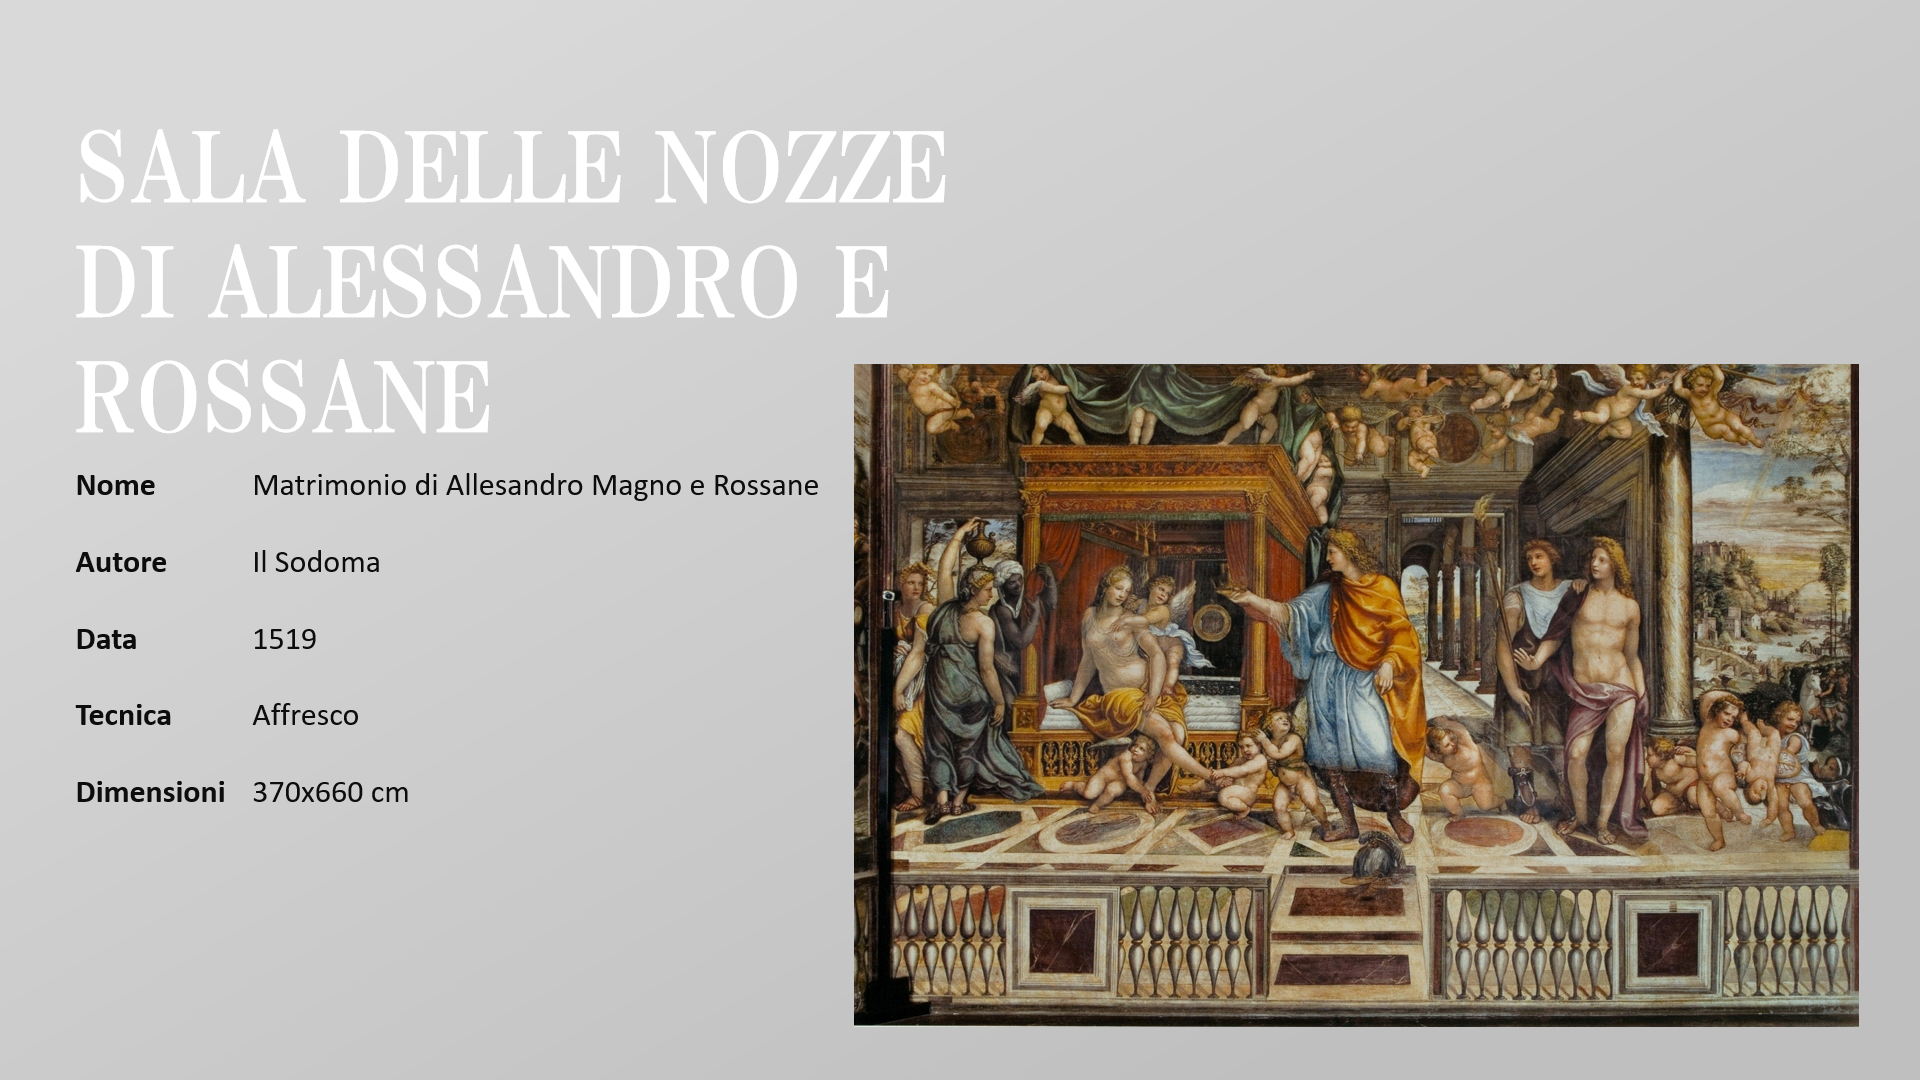 SALA DELLE NOZZE
DI ALESSANDRO E
ROSSANE
Nome Matrimonio di Allesandro Magno e Rossane
Autore Il Sodoma
Data 1519
Tecnica Affresco
Dimensioni 370x660 cm